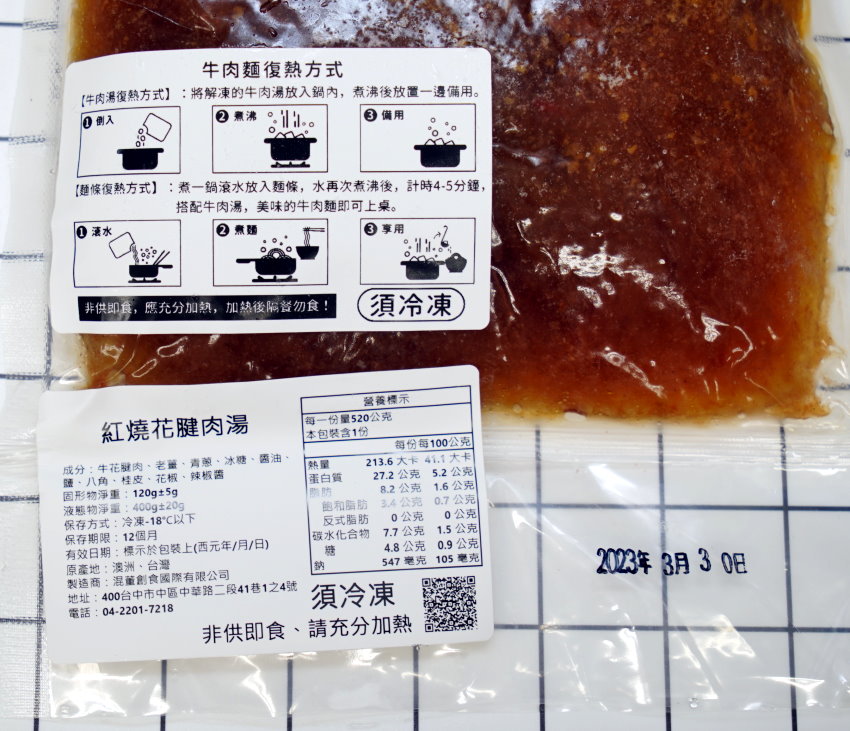 牛肉麵復熱方式
【牛肉湯復熱方式】：將解凍的牛肉湯放入鍋內，煮沸後放置一邊備用。
❶倒入 ❷煮沸 ❸備用
【麵條復熱方式】：煮一鍋滾水放入麵條，水再次煮沸後，計時4-5分鐘，
搭配牛肉湯，美味的牛肉麵即可上桌。
❶滾水 ❷煮麵 ❸享用
非供即食，應充分加熱，加熱後隔餐勿食！ 須冷凍
紅燒花腱肉湯
成分：牛花腱肉、老薑、青蔥、冰糖、醬油、
鹽、八角、桂皮、花椒、辣椒醬
固形物淨重：120g±5g
液態物淨重：400g±20g
保存方式：冷凍-18°C以下
保存期限：12個月
有效日期：標示於包裝上(西元年/月/日)
原產地：澳洲、台灣
製造商：混董創食國際有限公司
地址：400台中市中區中華路二段41巷1之4號
電話：04-2201-7218
營養標示
每一份量520公克
本包裝含1份
每份 每100公克
熱量 213.6 大卡 41.1 大卡
蛋白質 27.2 公克 5.2 公克
脂肪 8.2 公克 1.6 公克
飽和脂肪 3.4 公克 0.7 公克
反式脂肪 0 公克 0 公克
碳水化合物 7.7 公克 1.5 公克
糖 4.8 公克 0.9 公克
鈉 547 毫克 105 毫克
須冷凍
非供即食、請充分加熱
2023年 3月 3 0日